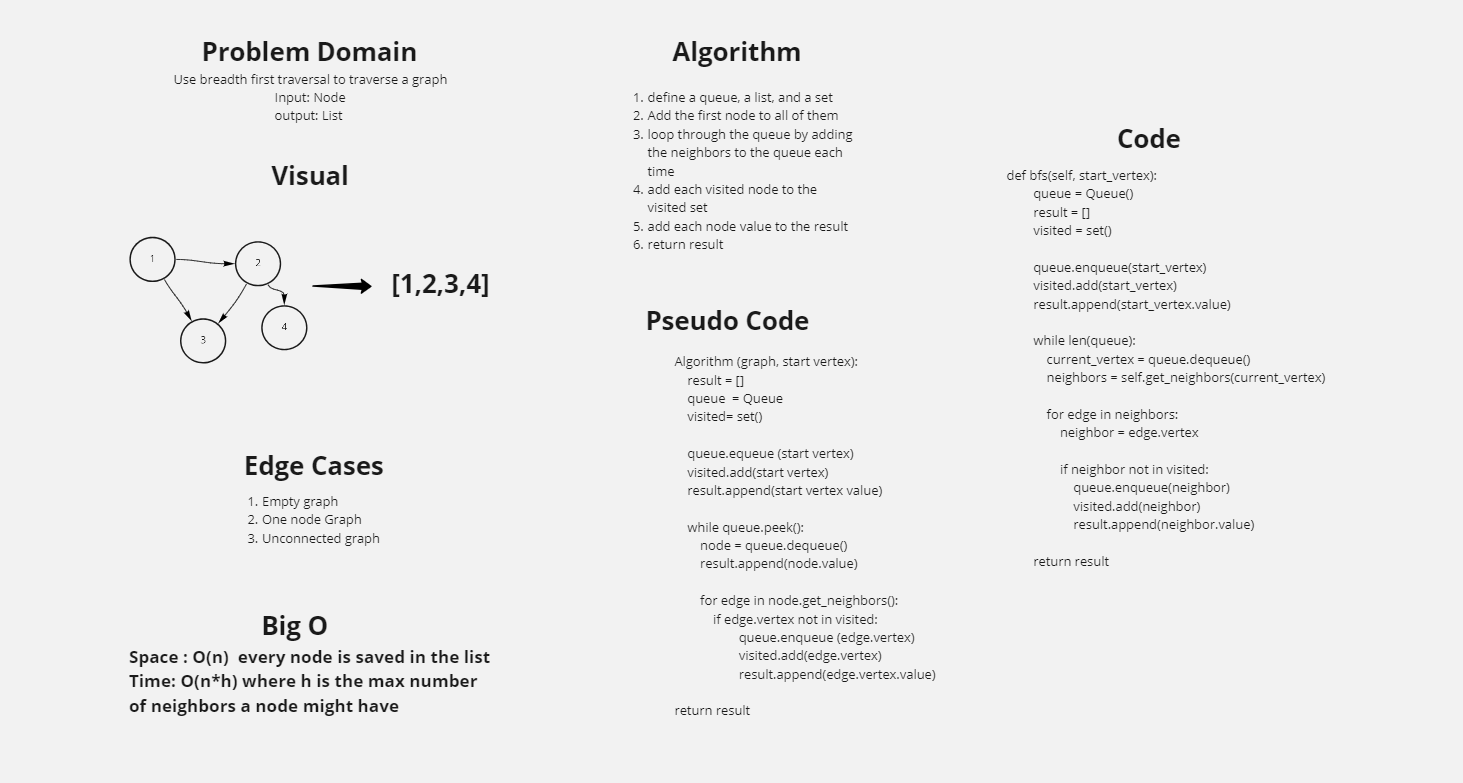 Problem Domain
Use breadth first traversal to traverse a graph
Input: Node
output: List
Visual
1
2
3
4
[1,2,3,4]
Edge Cases
1. Empty graph
2. One node Graph
3. Unconnected graph
Big O
Space : O(n)  every node is saved in the list
Time: O(n*h) where h is the max number
of neighbors a node might have
Algorithm
1. define a queue, a list, and a set
2. Add the first node to all of them
3. loop through the queue by adding
the neighbors to the queue each
time
4. add each visited node to the
visited set
5. add each node value to the result
6. return result
Pseudo Code
Algorithm (graph, start vertex):
result = []
queue  = Queue
visited= set()
queue.equeue (start vertex)
visited.add(start vertex)
result.append(start vertex value)
while queue.peek():
node = queue.dequeue()
result.append(node.value)
for edge in node.get_neighbors():
if edge.vertex not in visited:
queue.enqueue (edge.vertex)
visited.add(edge.vertex)
result.append(edge.vertex.value)
return result
Code
def bfs(self, start_vertex):
queue = Queue()
result = []
visited = set()
queue.enqueue(start_vertex)
visited.add(start_vertex)
result.append(start_vertex.value)
while len(queue):
current_vertex = queue.dequeue()
neighbors = self.get_neighbors(current_vertex)
for edge in neighbors:
neighbor = edge.vertex
if neighbor not in visited:
queue.enqueue(neighbor)
visited.add(neighbor)
result.append(neighbor.value)
return result